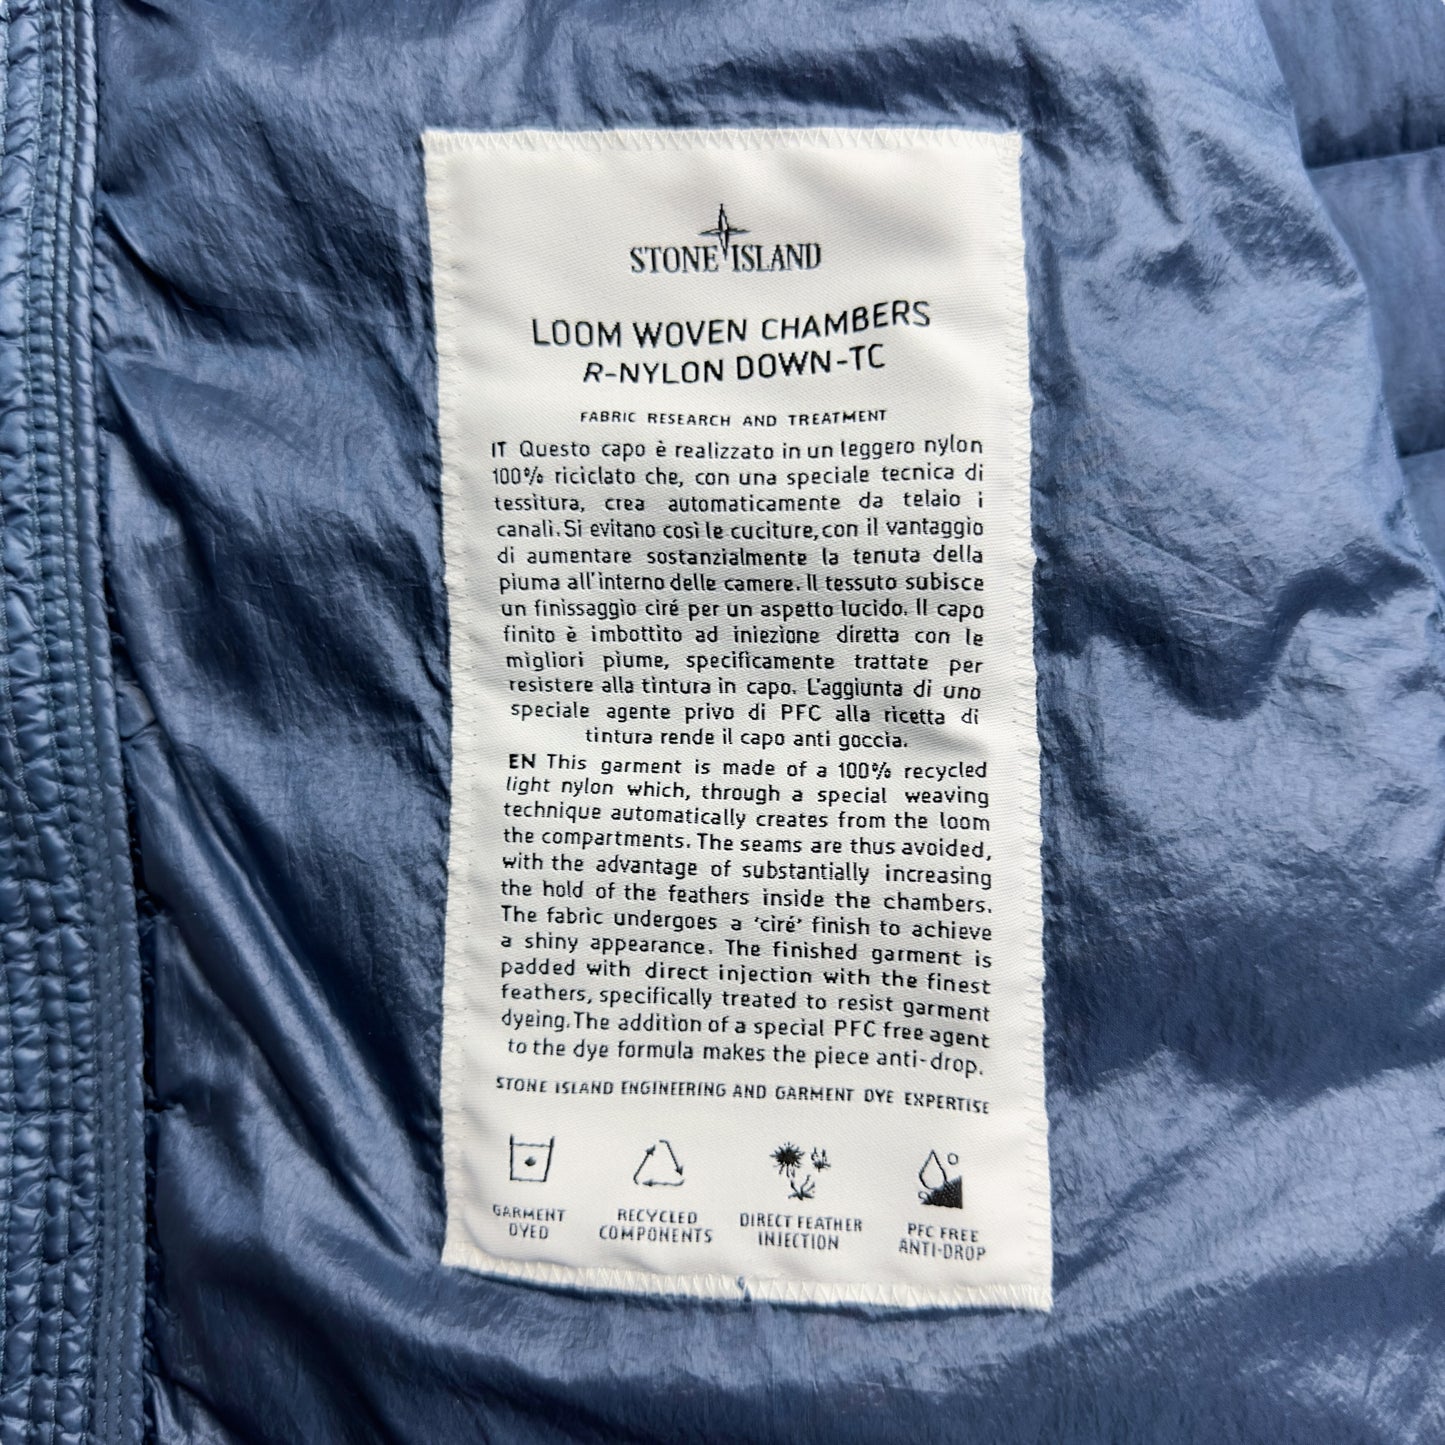 STONE ISLAND
LOOM WOVEN CHAMBERS
R-NYLON DOWN-TC
FABRIC RESEARCH AND TREATMENT
IT Questo capo è realizzato in un leggero nylon
100% riciclato che, con una speciale tecnica di
tessitura, crea automaticamente da telaio i
canali. Si evitano così le cuciture, con il vantaggio
di aumentare sostanzialmente la tenuta della
piuma all'interno delle camere. Il tessuto subisce
un finissaggio ciré per un aspetto lucido. Il capo
finito è imbottito ad iniezione diretta con le
migliori piume, specificamente trattate per
resistere alla tintura in capo. L'aggiunta di uno
speciale agente privo di PFC alla ricetta di
tintura rende il capo anti goccia.
EN This garment is made of a 100% recycled
light nylon which, through a special weaving
technique automatically creates from the loom
the compartments. The seams are thus avoided,
with the advantage of substantially increasing
the hold of the feathers inside the chambers.
The fabric undergoes a 'ciré' finish to achieve
a shiny appearance. The finished garment is
padded with direct injection with the finest
feathers, specifically treated to resist garment
dyeing. The addition of a special PFC free agent
to the dye formula makes the piece anti-drop.
STONE ISLAND ENGINEERING AND GARMENT DYE EXPERTISE
GARMENT
DYED
RECYCLED
COMPONENTS
DIRECT FEATHER
INJECTION
PFC FREE
ANTI-DROP